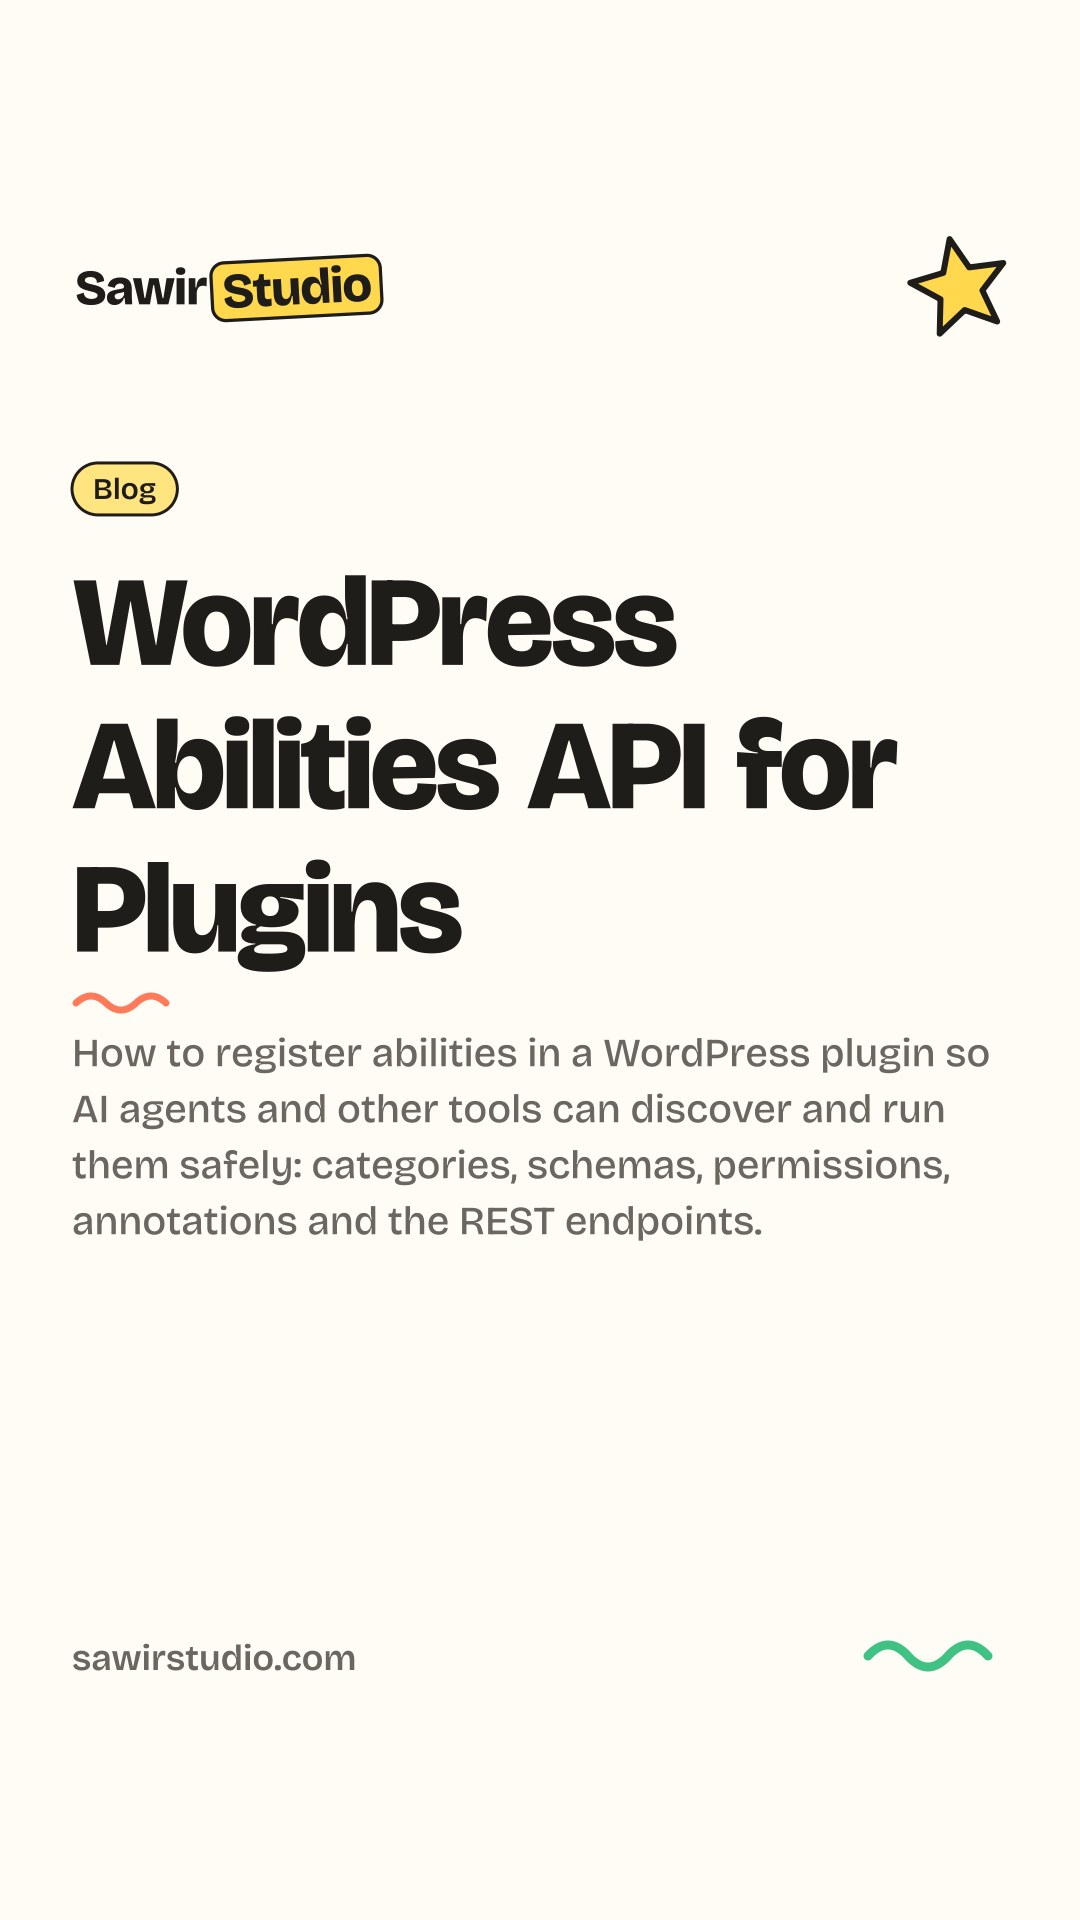 Sawir Studio
Blog
WordPress
Abilities API for
Plugins
How to register abilities in a WordPress plugin so
AI agents and other tools can discover and run
them safely: categories, schemas, permissions,
annotations and the REST endpoints.
sawirstudio.com